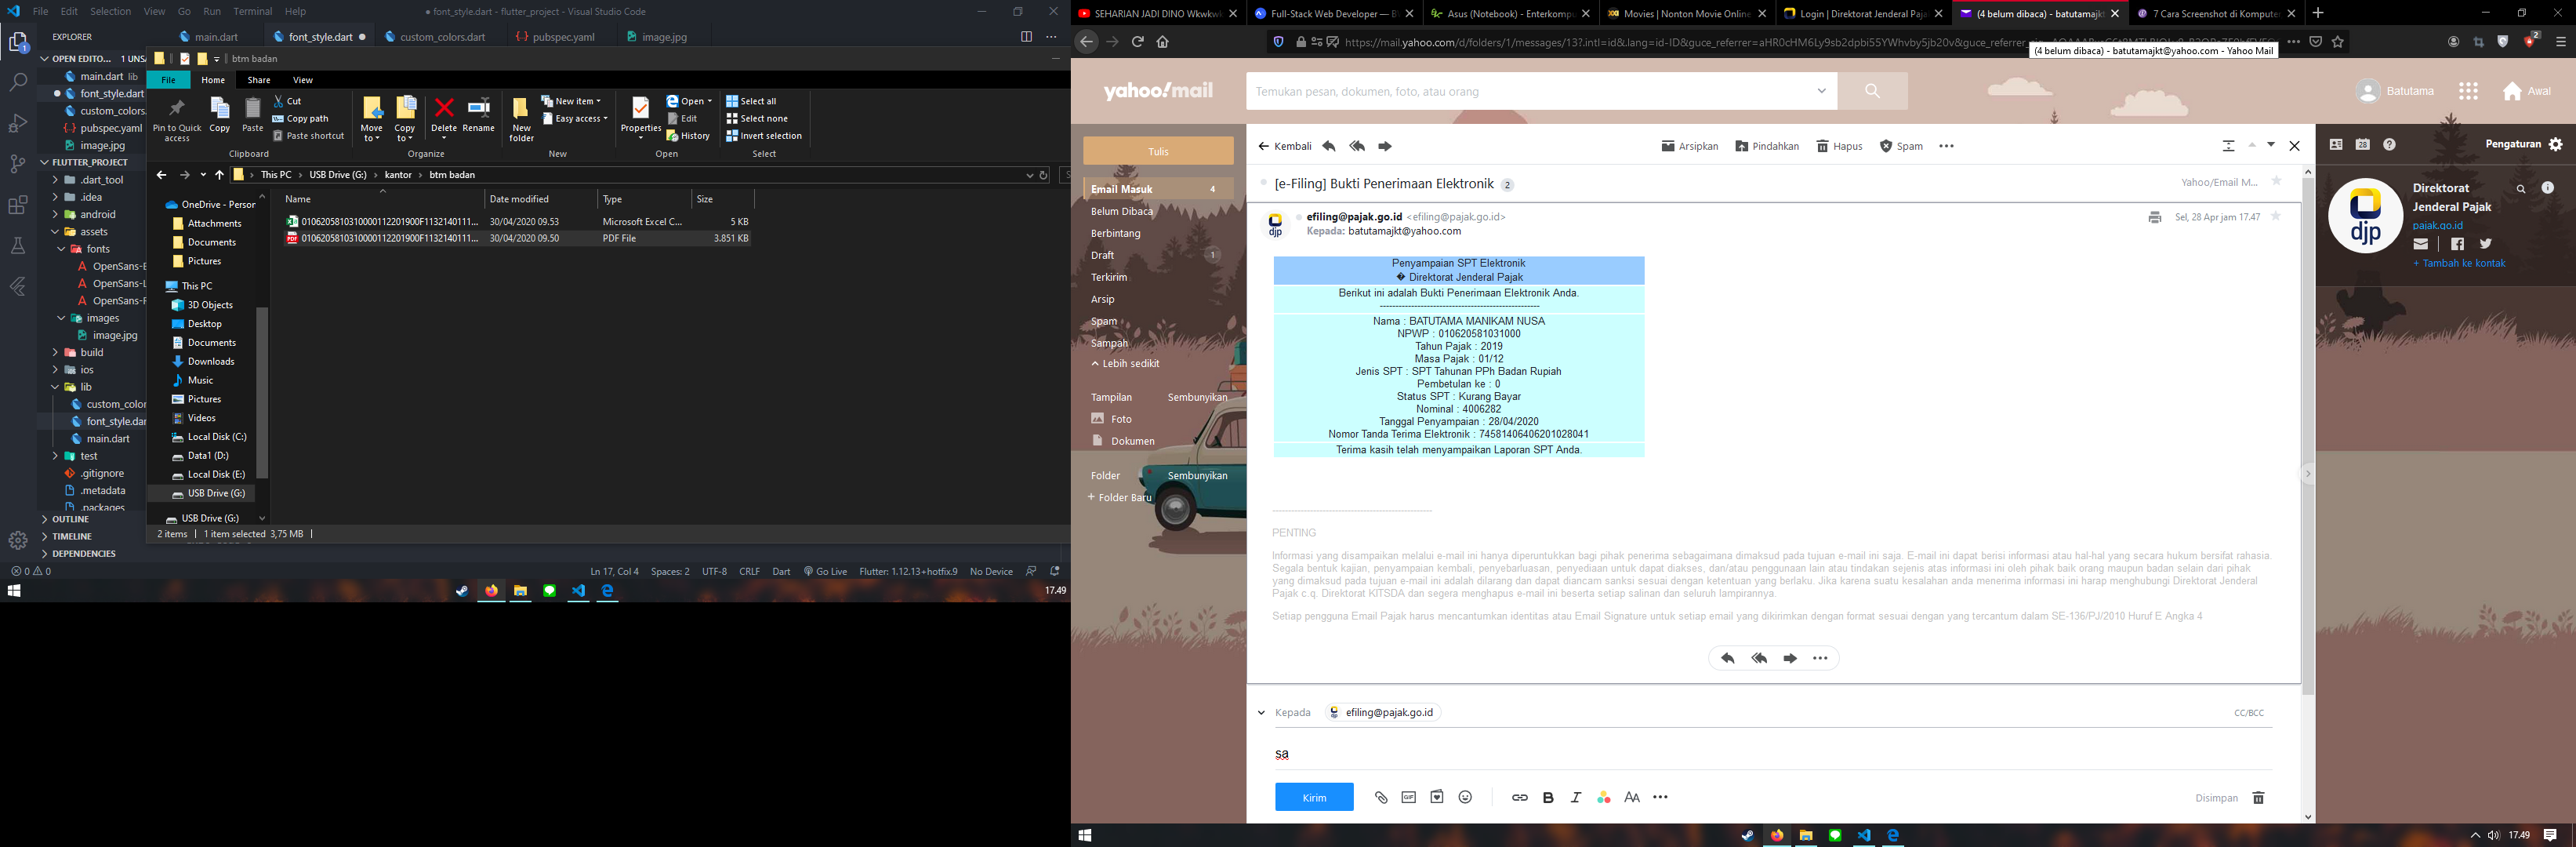 File Edit Selection View Go Run Terminal Help
● font_style.dart - flutter_project - Visual Studio Code
EXPLORER
main.dart
font_style.dart
custom_colors.dart
pubspec.yaml
image.jpg
OPEN EDITO... 1 UNSA
main.dart lib
font_style.dart
custom_colors.
pubspec.yaml
image.jpg
FLUTTER_PROJECT
.dart_tool
.idea
android
assets
fonts
OpenSans-B
OpenSans-L
OpenSans-R
images
image.jpg
build
ios
lib
custom_color
font_style.dar
main.dart
test
.gitignore
.metadata
.packages
OUTLINE
TIMELINE
DEPENDENCIES
0 0
Ln 17, Col 4 Spaces: 2 UTF-8 CRLF Dart Go Live Flutter: 1.12.13+hotfix.9 No Device
17.49
btm badan
File Home Share View
Pin to Quick access
Copy
Paste
Cut
Copy path
Paste shortcut
Clipboard
Move to
Copy to
Delete
Rename
Organize
New folder
New item
Easy access
New
Properties
Open
Edit
History
Open
Select all
Select none
Invert selection
Select
This PC > USB Drive (G:) > kantor > btm badan
Name Date modified Type Size
010620581031000011220190​0F1132140111... 30/04/2020 09.53 Microsoft Excel C... 5 KB
010620581031000011220190​0F1132140111... 30/04/2020 09.50 PDF File 3.851 KB
OneDrive - Person
Attachments
Documents
Pictures
This PC
3D Objects
Desktop
Documents
Downloads
Music
Pictures
Videos
Local Disk (C:)
Data1 (D:)
Local Disk (E:)
USB Drive (G:)
USB Drive (G:)
2 items 1 item selected 3,75 MB
SEHARIAN JADI DINO Wkwkwk
Full-Stack Web Developer — B
Asus (Notebook) - Enterkompu
Movies | Nonton Movie Online
Login | Direktorat Jenderal Paja
(4 belum dibaca) - batutamajkt
7 Cara Screenshot di Komputer
(4 belum dibaca) - batutamajkt@yahoo.com - Yahoo Mail
yahoo!mail
Temukan pesan, dokumen, foto, atau orang
Batutama
Awal
Tulis
Email Masuk 4
Belum Dibaca
Berbintang
Draft 1
Terkirim
Arsip
Spam
Sampah
Lebih sedikit
Tampilan Sembunyikan
Foto
Dokumen
Folder Sembunyikan
+ Folder Baru
Kembali
Arsipkan Pindahkan Hapus Spam
[e-Filing] Bukti Penerimaan Elektronik 2
Yahoo/Email M...
efiling@pajak.go.id <efiling@pajak.go.id>
Kepada: batutamajkt@yahoo.com
Sel, 28 Apr jam 17.47
djp
Penyampaian SPT Elektronik
� Direktorat Jenderal Pajak
Berikut ini adalah Bukti Penerimaan Elektronik Anda.
----------------------------------------------------
Nama : BATUTAMA MANIKAM NUSA
NPWP : 010620581031000
Tahun Pajak : 2019
Masa Pajak : 01/12
Jenis SPT : SPT Tahunan PPh Badan Rupiah
Pembetulan ke : 0
Status SPT : Kurang Bayar
Nominal : 4006282
Tanggal Penyampaian : 28/04/2020
Nomor Tanda Terima Elektronik : 74581406406201028041
Terima kasih telah menyampaikan Laporan SPT Anda.
PENTING
Informasi yang disampaikan melalui e-mail ini hanya diperuntukkan bagi pihak penerima sebagaimana dimaksud pada tujuan e-mail ini saja. E-mail ini dapat berisi informasi atau hal-hal yang secara hukum bersifat rahasia.
Segala bentuk kajian, penyampaian kembali, penyebarluasan, penyediaan untuk dapat diakses, dan/atau penggunaan lain atau tindakan sejenis atas informasi ini oleh pihak baik orang maupun badan selain dari pihak
yang dimaksud pada tujuan e-mail ini adalah dilarang dan dapat diancam sanksi sesuai dengan ketentuan yang berlaku. Jika karena suatu kesalahan anda menerima informasi ini harap menghubungi Direktorat Jenderal
Pajak c.q. Direktorat KITSDA dan segera menghapus e-mail ini beserta setiap salinan dan seluruh lampirannya.
Setiap pengguna Email Pajak harus mencantumkan identitas atau Email Signature untuk setiap email yang dikirimkan dengan format sesuai dengan yang tercantum dalam SE-136/PJ/2010 Huruf E Angka 4
Kepada efiling@pajak.go.id
CC/BCC
sa
Kirim
GIF
Disimpan
28
Pengaturan
djp
Direktorat
Jenderal Pajak
pajak.go.id
+ Tambah ke kontak
17.49